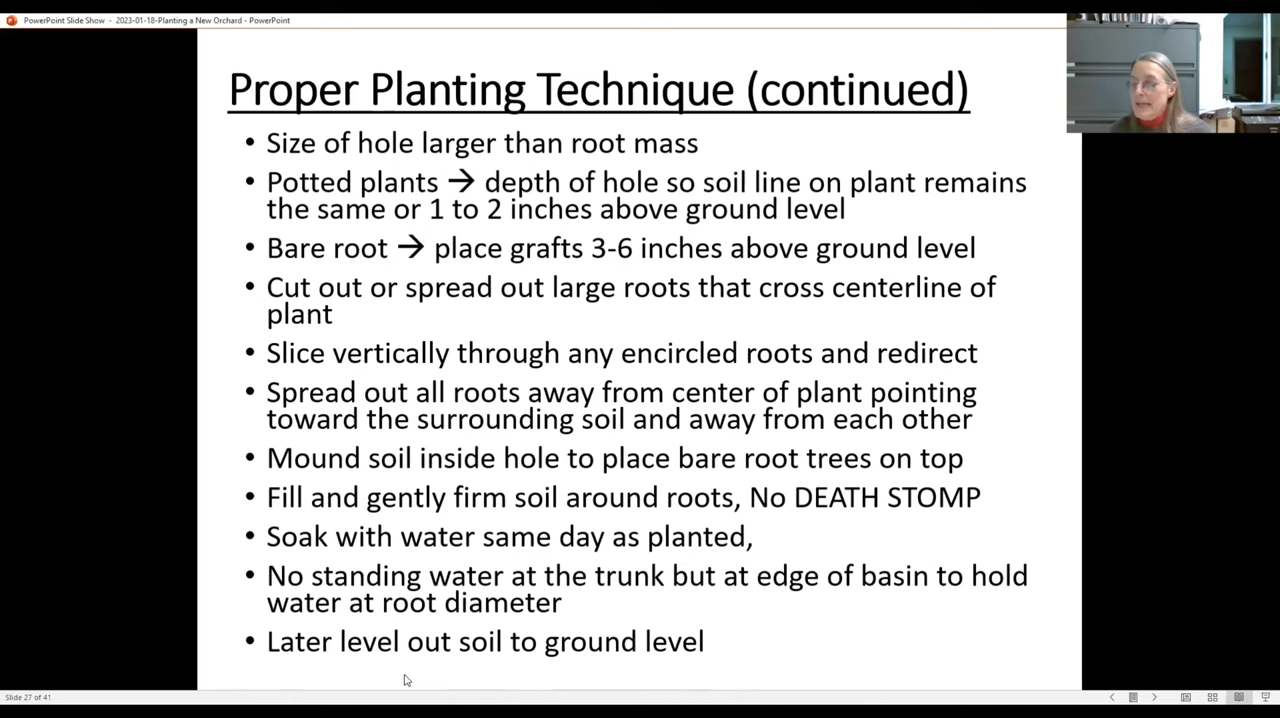 PowerPoint Slide Show - 2023-01-18-Planting a New Orchard - PowerPoint
Proper Planting Technique (continued)
• Size of hole larger than root mass
• Potted plants → depth of hole so soil line on plant remains
the same or 1 to 2 inches above ground level
• Bare root → place grafts 3-6 inches above ground level
• Cut out or spread out large roots that cross centerline of
plant
• Slice vertically through any encircled roots and redirect
• Spread out all roots away from center of plant pointing
toward the surrounding soil and away from each other
• Mound soil inside hole to place bare root trees on top
• Fill and gently firm soil around roots, No DEATH STOMP
• Soak with water same day as planted,
• No standing water at the trunk but at edge of basin to hold
water at root diameter
• Later level out soil to ground level
Slide 27 of 41